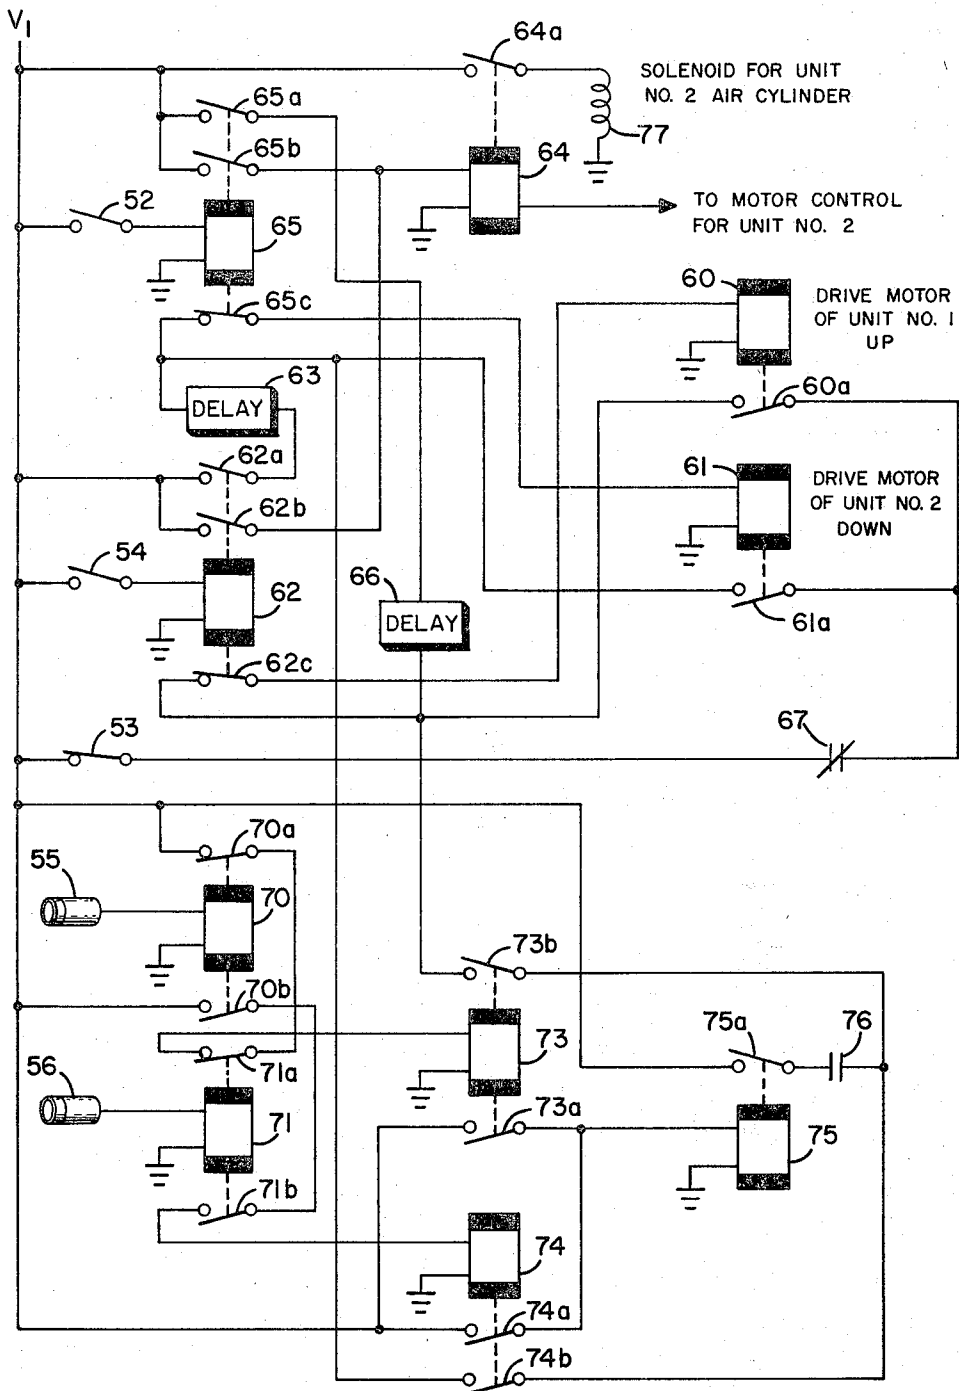 V1
64a
SOLENOID FOR UNIT
NO. 2 AIR CYLINDER
77
65a
65b
64
52
TO MOTOR CONTROL
FOR UNIT NO. 2
65
60
65c
DRIVE MOTOR
OF UNIT NO. 1
UP
63
DELAY
60a
62a
61
DRIVE MOTOR
OF UNIT NO. 2
DOWN
62b
54
66
62
DELAY
61a
62c
53
67
70a
55
70
73b
70b
75a
76
73
71a
56
73a
71
75
71b
74
74a
74b